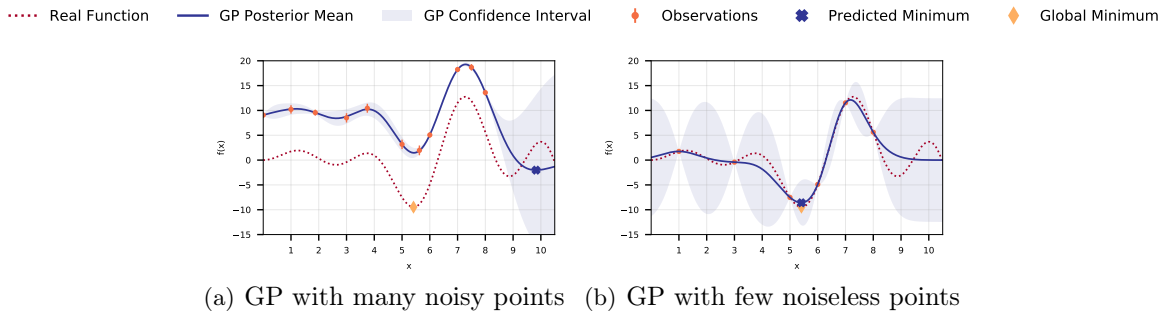 Real Function GP Posterior Mean GP Confidence Interval Observations Predicted Minimum Global Minimum
20
15
10
5
0
−5
−10
−15
f(x)
1 2 3 4 5 6 7 8 9 10
x
(a) GP with many noisy points
20
15
10
5
0
−5
−10
−15
f(x)
1 2 3 4 5 6 7 8 9 10
x
(b) GP with few noiseless points